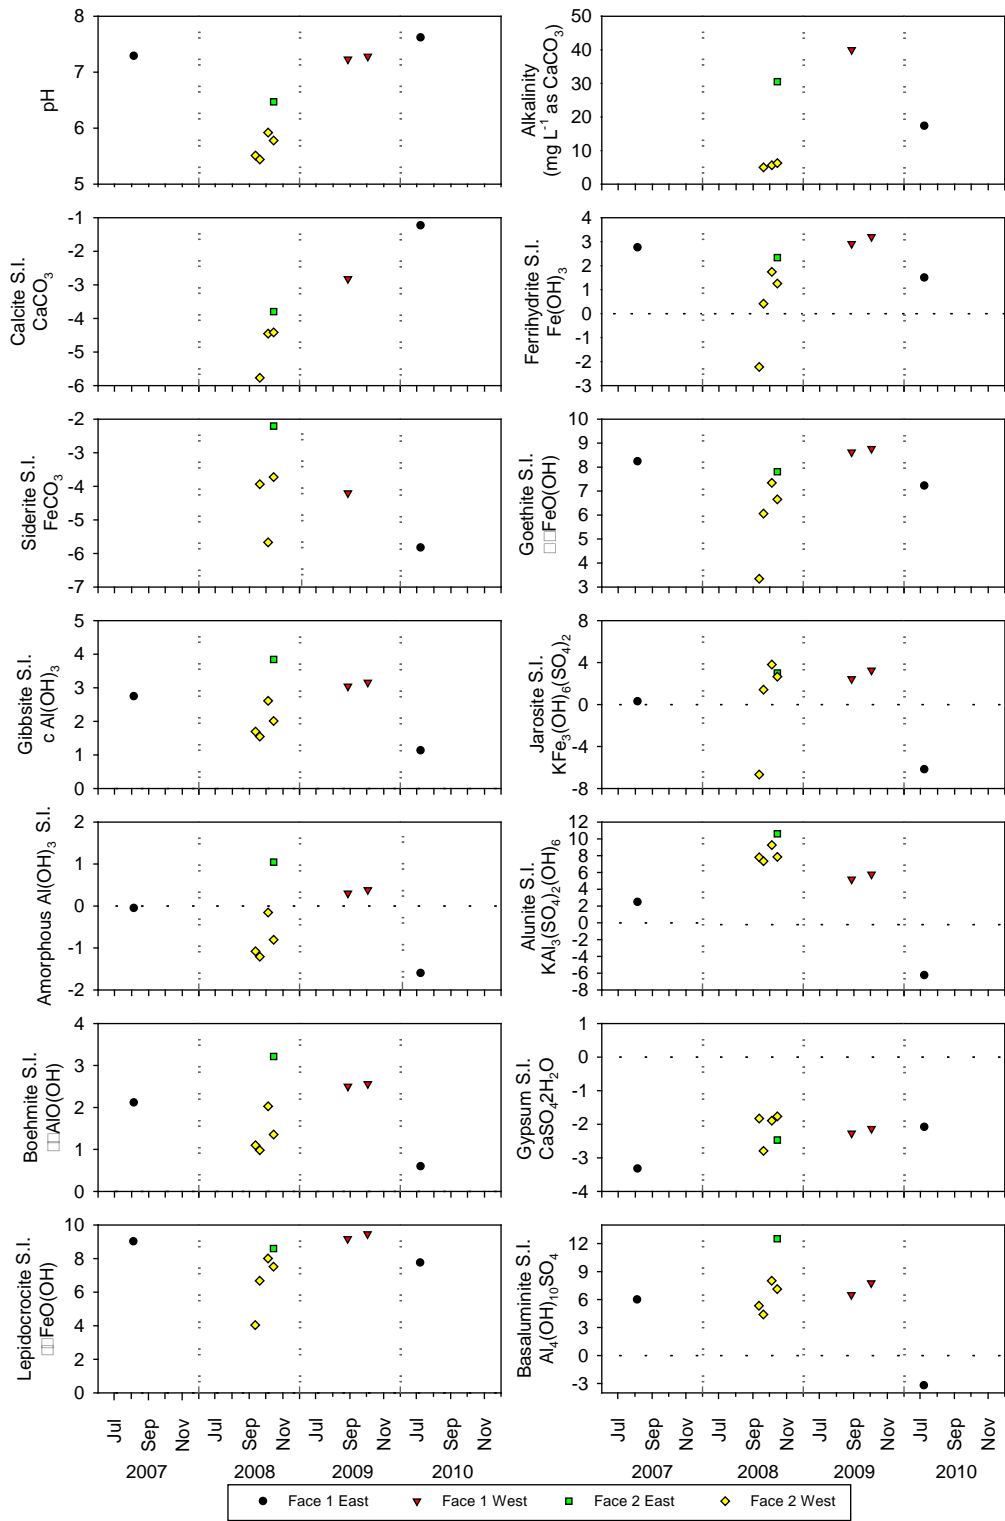 pH
8
7
6
5
Alkalinity
(mg L⁻¹ as CaCO₃)
50
40
30
20
10
0
Calcite S.I.
CaCO₃
-1
-2
-3
-4
-5
-6
Ferrihydrite S.I.
Fe(OH)₃
4
3
2
1
0
-1
-2
-3
Siderite S.I.
FeCO₃
-2
-3
-4
-5
-6
-7
Goethite S.I.
□□FeO(OH)
10
9
8
7
6
5
4
3
Gibbsite S.I.
c Al(OH)₃
5
4
3
2
1
0
Jarosite S.I.
KFe₃(OH)₆(SO₄)₂
8
4
0
-4
-8
Amorphous Al(OH)₃ S.I.
2
1
0
-1
-2
Alunite S.I.
KAl₃(SO₄)₂(OH)₆
12
10
8
6
4
2
0
-2
-4
-6
-8
Boehmite S.I.
□□AlO(OH)
4
3
2
1
0
Gypsum S.I.
CaSO₄2H₂O
1
0
-1
-2
-3
-4
Lepidocrocite S.I.
□□FeO(OH)
10
8
6
4
2
0
Basaluminite S.I.
Al₄(OH)₁₀SO₄
12
9
6
3
0
-3
Jul Sep Nov Jul Sep Nov Jul Sep Nov Jul Sep Nov
2007 2008 2009 2010
Jul Sep Nov Jul Sep Nov Jul Sep Nov Jul Sep Nov
2007 2008 2009 2010
Face 1 East Face 1 West Face 2 East Face 2 West